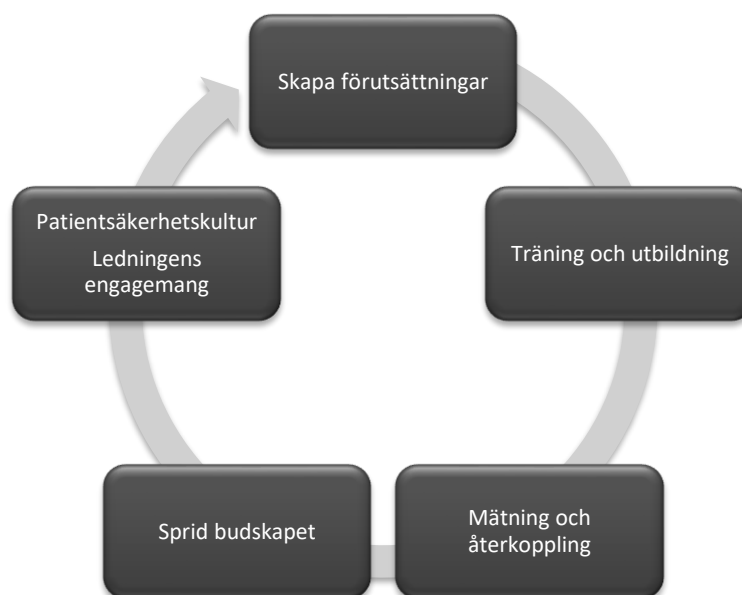 Skapa förutsättningar
Träning och utbildning
Mätning och
återkoppling
Sprid budskapet
Patientsäkerhetskultur
Ledningens
engagemang